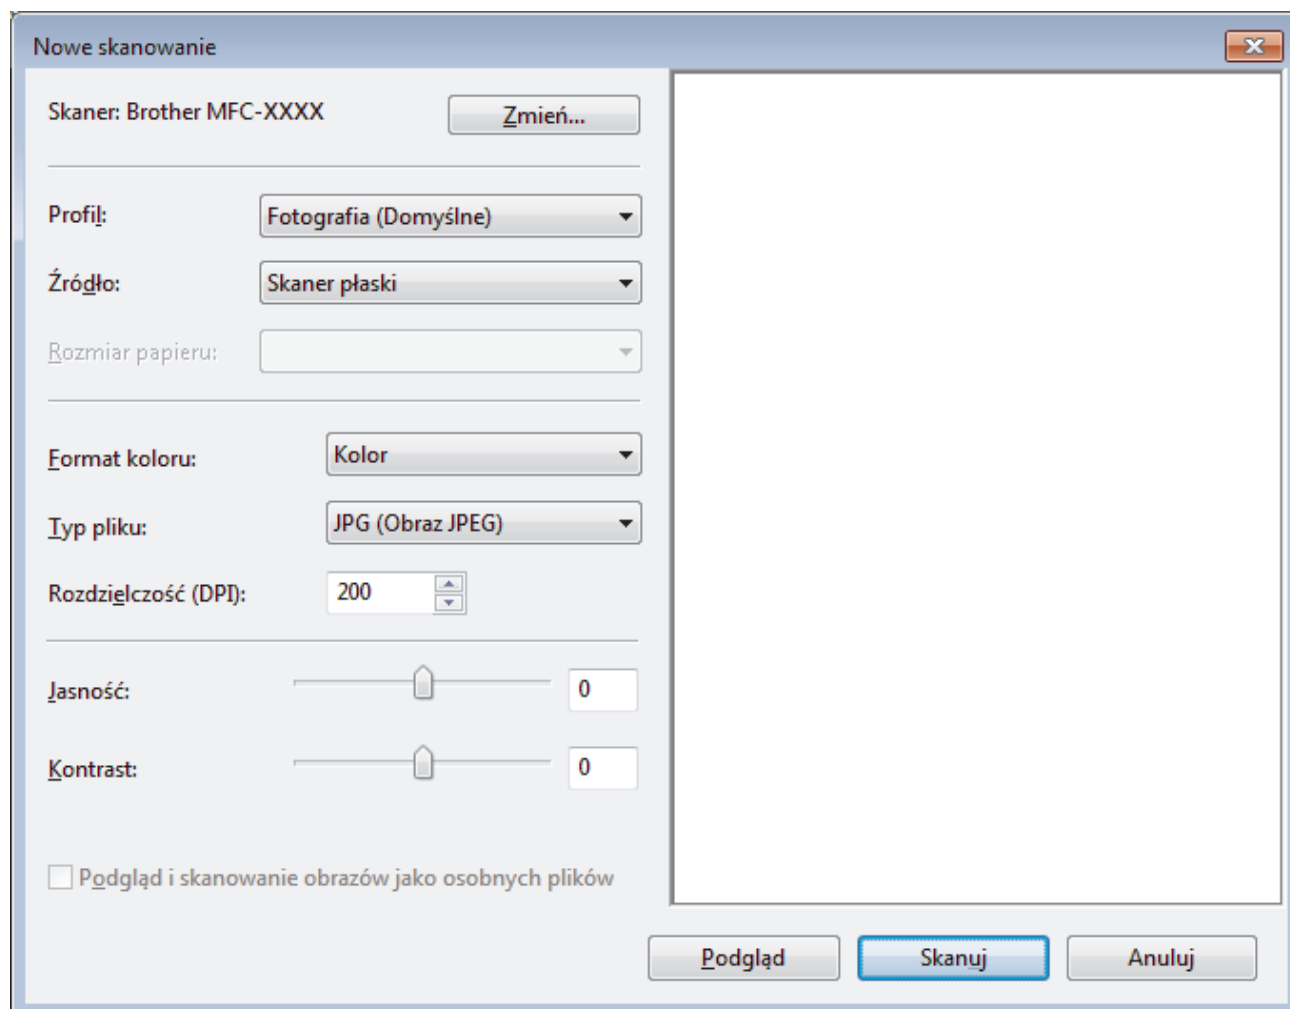 Nowe skanowanie
Skaner: Brother MFC-XXXX Zmień...
Profil: Fotografia (Domyślne)
Źródło: Skaner płaski
Rozmiar papieru:
Format koloru: Kolor
Typ pliku: JPG (Obraz JPEG)
Rozdzielczość (DPI): 200
Jasność: 0
Kontrast: 0
Podgląd i skanowanie obrazów jako osobnych plików
Podgląd Skanuj Anuluj